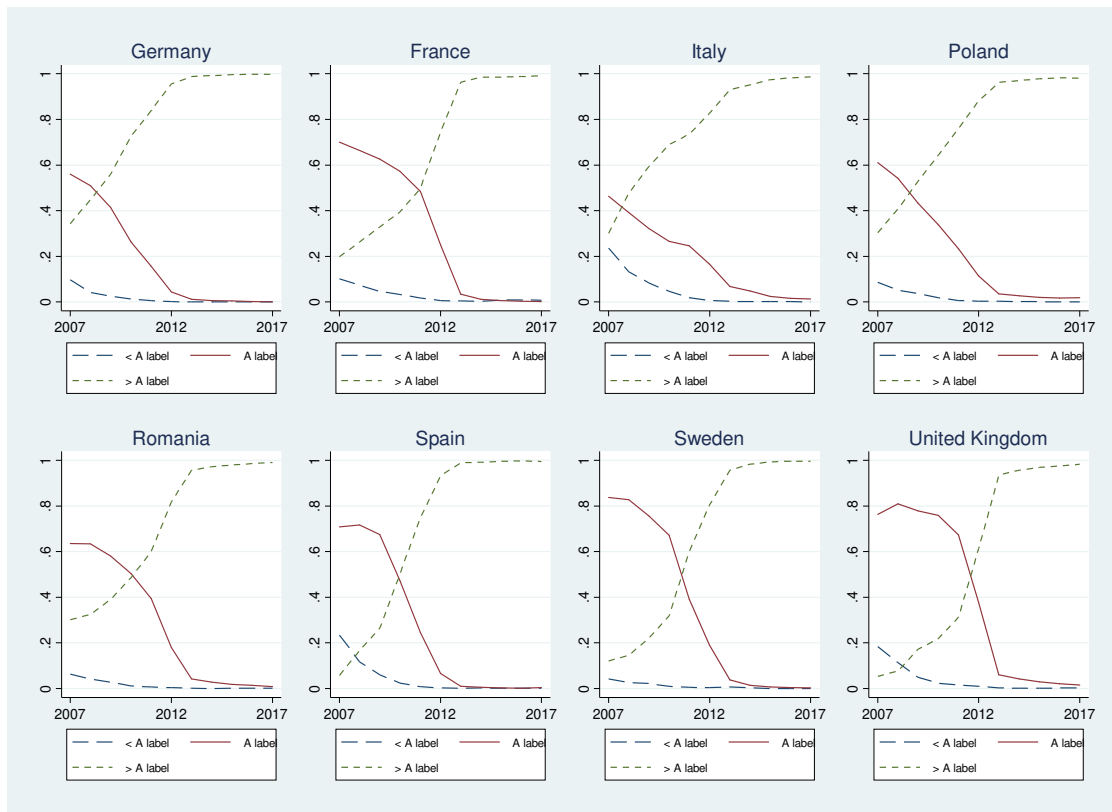 Germany France Italy Poland
1 1 1 1
.8 .8 .8 .8
.6 .6 .6 .6
.4 .4 .4 .4
.2 .2 .2 .2
0 0 0 0
2007 2012 2017 2007 2012 2017 2007 2012 2017 2007 2012 2017
< A label A label < A label A label < A label A label < A label A label
> A label > A label > A label > A label
Romania Spain Sweden United Kingdom
1 1 1 1
.8 .8 .8 .8
.6 .6 .6 .6
.4 .4 .4 .4
.2 .2 .2 .2
0 0 0 0
2007 2012 2017 2007 2012 2017 2007 2012 2017 2007 2012 2017
< A label A label < A label A label < A label A label < A label A label
> A label > A label > A label > A label